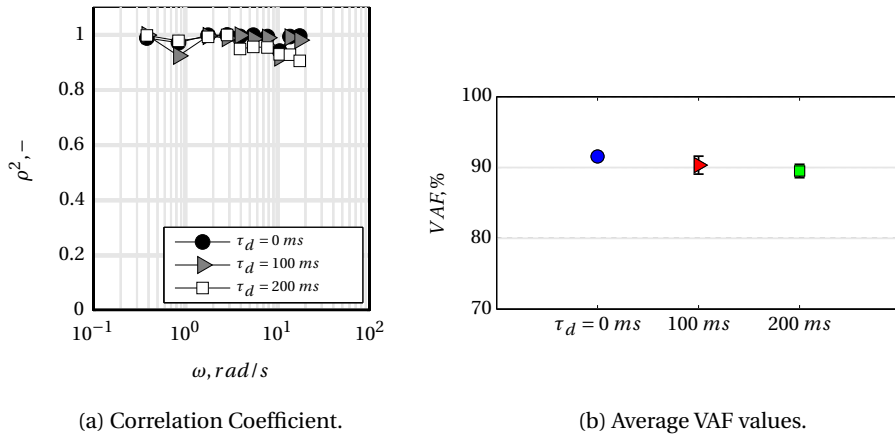 1
0.8
0.6
0.4
0.2
0
ρ², −
10⁻¹
10⁰
10¹
10²
ω, rad/s
τ_d = 0 ms
τ_d = 100 ms
τ_d = 200 ms
(a) Correlation Coefficient.
100
90
80
70
VAF, %
τ_d = 0 ms
100 ms
200 ms
(b) Average VAF values.